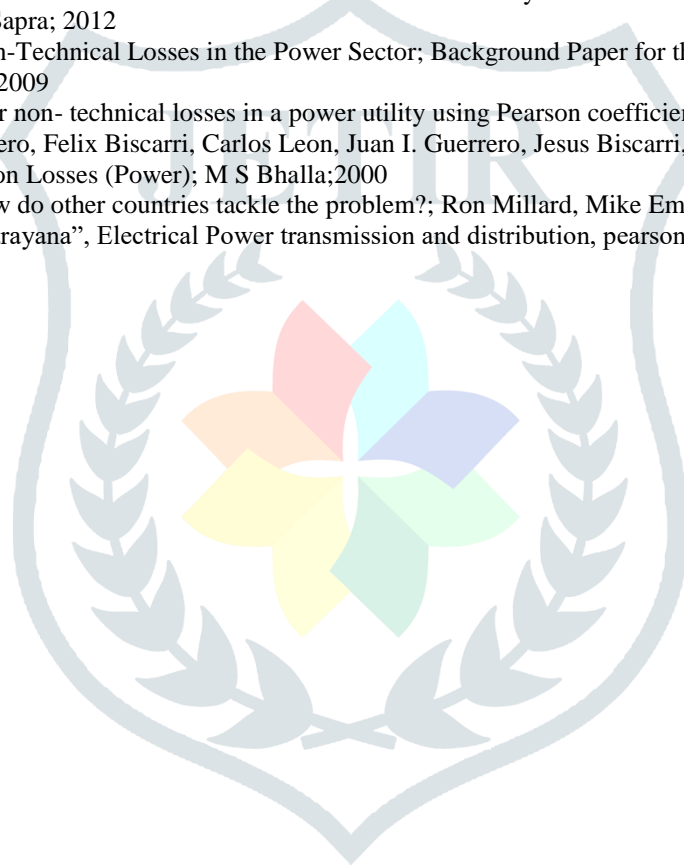 Sapra; 2012
n-Technical Losses in the Power Sector; Background Paper for th
2009
r non- technical losses in a power utility using Pearson coefficien
ero, Felix Biscarri, Carlos Leon, Juan I. Guerrero, Jesus Biscarri,
on Losses (Power); M S Bhalla;2000
w do other countries tackle the problem?; Ron Millard, Mike Em
arayana”, Electrical Power transmission and distribution, pearson
JETIR